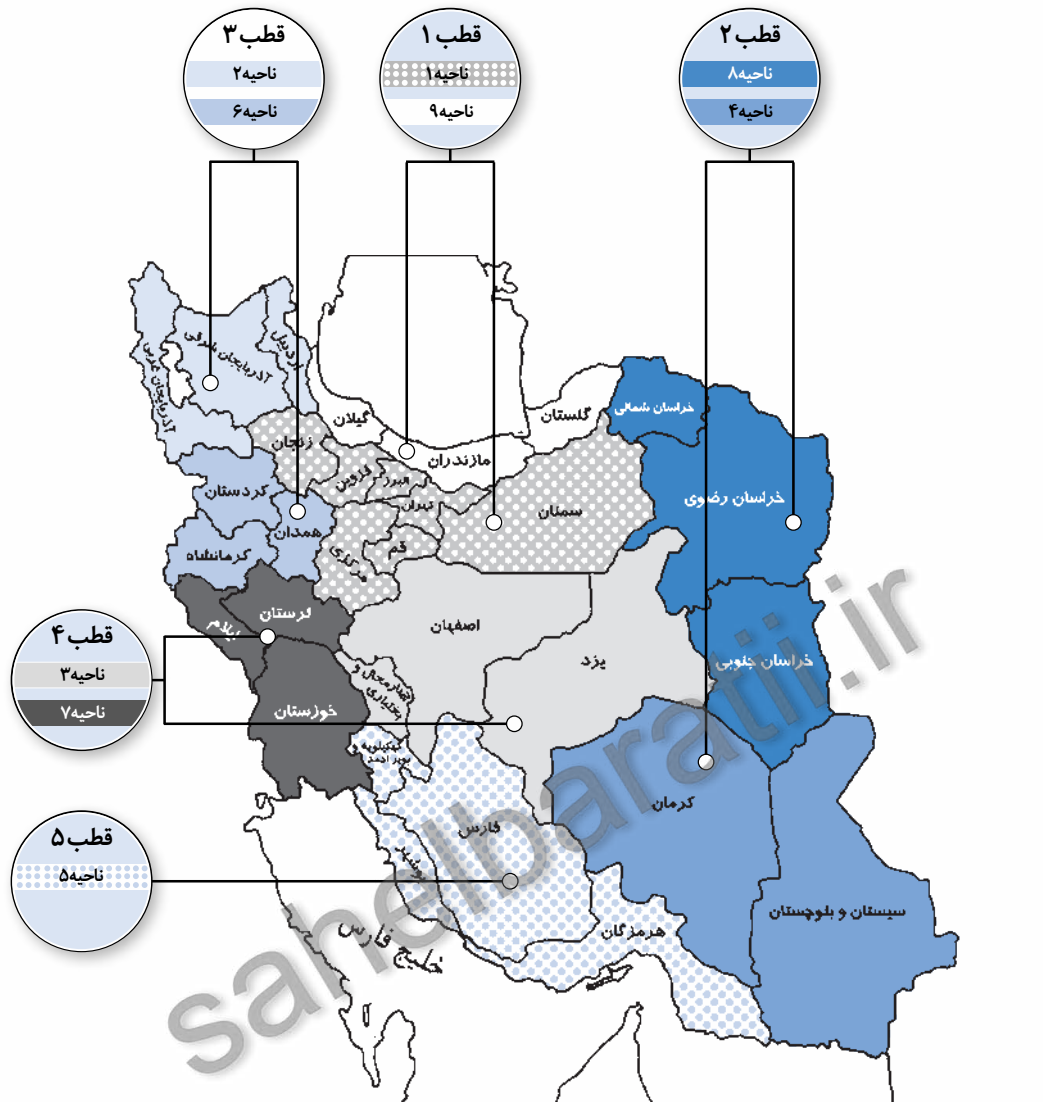 قطب ۲
ناحیه۸
ناحیه۴
قطب ۱
ناحیه۱
ناحیه۹
قطب ۳
ناحیه۲
ناحیه۶
قطب ۴
ناحیه۳
ناحیه۷
قطب ۵
ناحیه۵
آذربایجان شرقی
اردبیل
آذربایجان غربی
گیلان
گلستان
خراسان شمالی
زنجان
مازندران
قزوین
البرز
تهران
سمنان
خراسان رضوی
کردستان
همدان
قم
مرکزی
کرمانشاه
لرستان
ایلام
اصفهان
یزد
خراسان جنوبی
چهارمحال و
بختیاری
خوزستان
کهکیلویه و
بویر احمد
فارس
کرمان
بوشهر
سیستان و بلوچستان
هرمزگان
خلیج فارس
sahelbaratii.ir